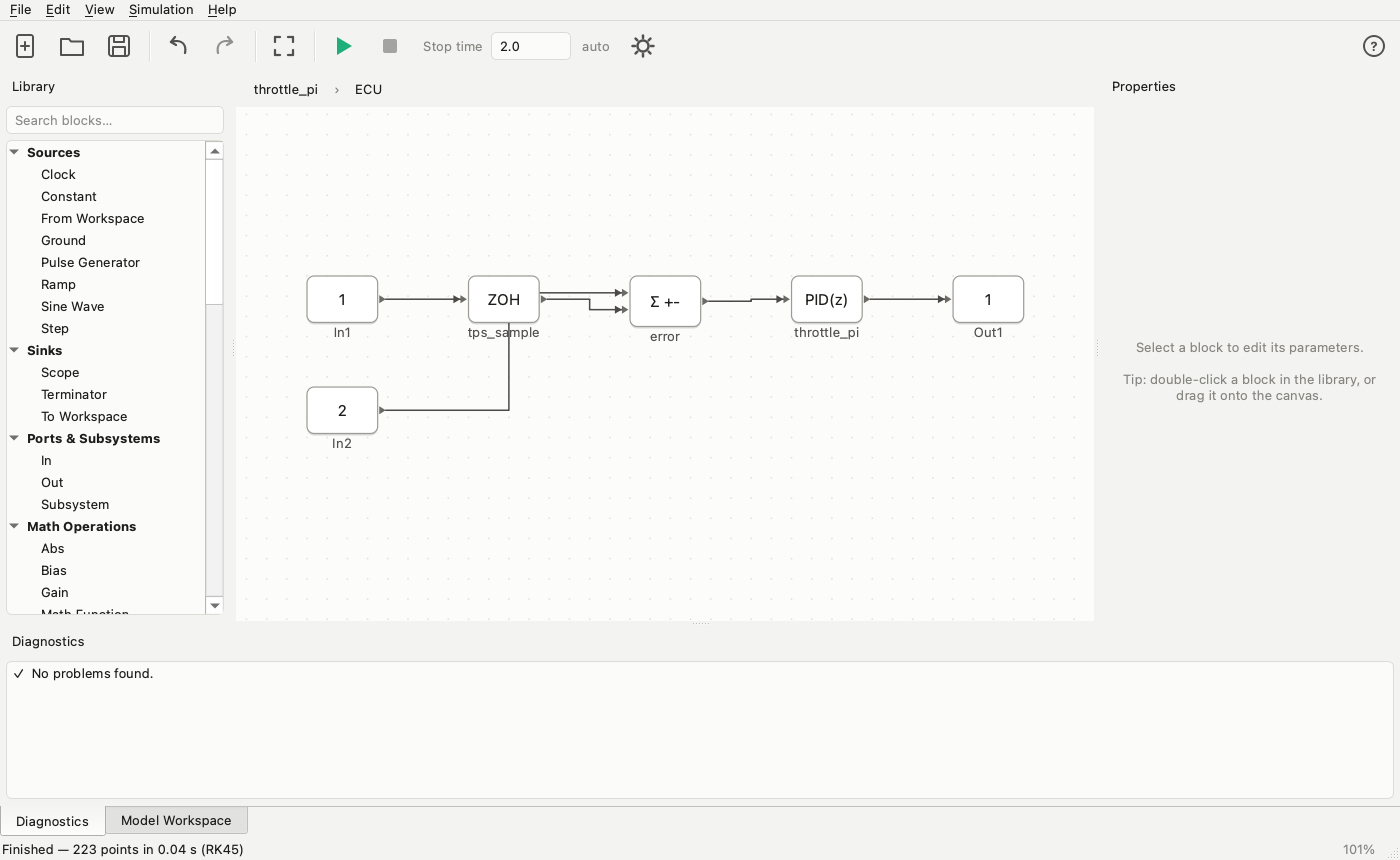 File Edit View Simulation Help
Stop time 2.0 auto
Library
throttle_pi › ECU
Properties
Search blocks...
Sources
Clock
Constant
From Workspace
Ground
Pulse Generator
Ramp
Sine Wave
Step
Sinks
Scope
Terminator
To Workspace
Ports & Subsystems
In
Out
Subsystem
Math Operations
Abs
Bias
Gain
Math Function
1
In1
ZOH
tps_sample
Σ +-
error
PID(z)
throttle_pi
1
Out1
2
In2
Select a block to edit its parameters.
Tip: double-click a block in the library, or
drag it onto the canvas.
Diagnostics
✓ No problems found.
Diagnostics Model Workspace
Finished — 223 points in 0.04 s (RK45)
101%